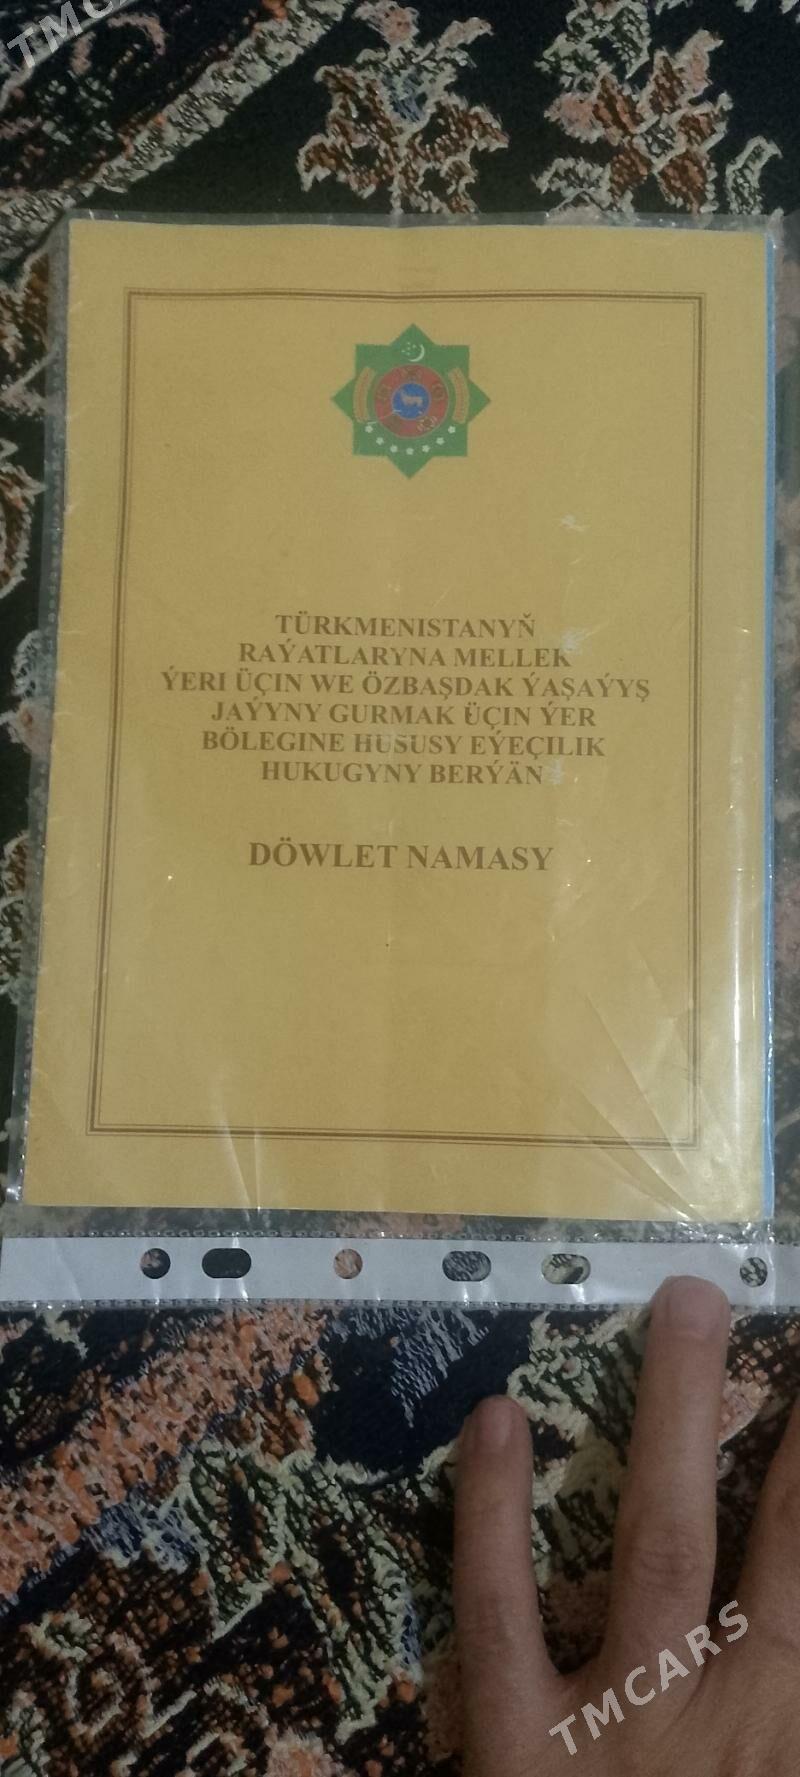 TMCARS
TÜRKMENISTANYŇ
RAÝATLARYNA MELLEK
ÝERI ÜÇIN WE ÖZBAŞDAK ÝAŞAÝYŞ
JAÝYNY GURMAK ÜÇIN ÝER
BÖLEGINE HUSUSY EÝEÇILIK
HUKUGYNY BERÝÄN
DÖWLET NAMASY
TMCARS